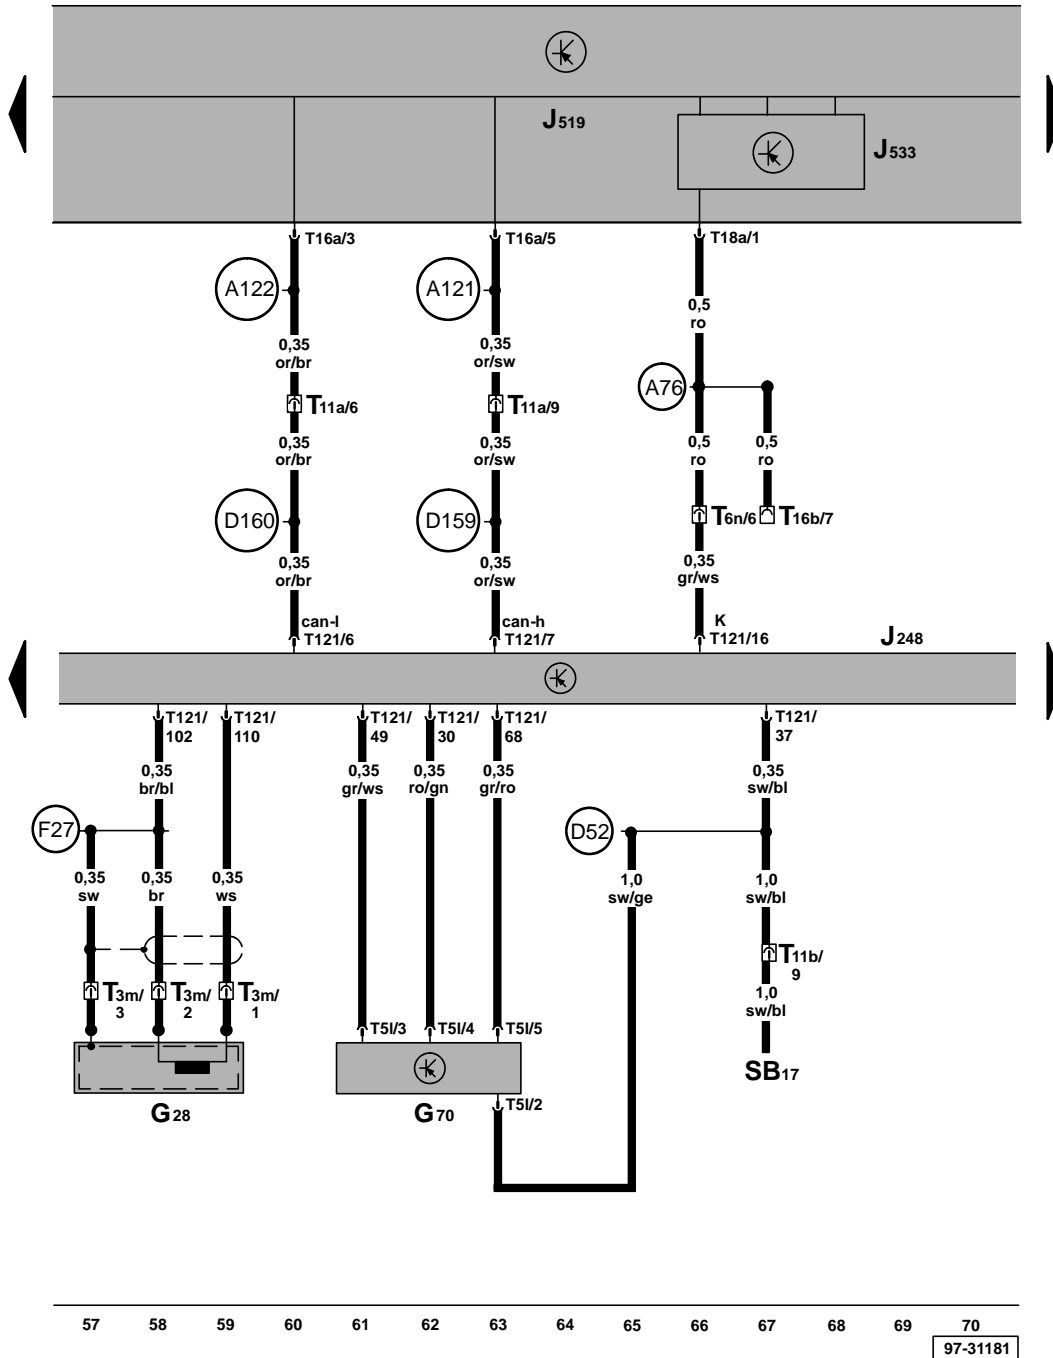 J519
J533
T16a/3 T16a/5 T18a/1
A122 A121
0,5
ro
0,35 0,35
or/br or/sw
A76
T11a/6 T11a/9
0,35 0,35 0,5 0,5
or/br or/sw ro ro
D160 D159 T6n/6 T16b/7
0,35 0,35 0,35
or/br or/sw gr/ws
can-l can-h K
T121/6 T121/7 T121/16 J248
T121/ T121/ T121/ T121/ T121/ T121/
102 110 49 30 68 37
0,35 0,35 0,35 0,35 0,35
br/bl gr/ws ro/gn gr/ro sw/bl
F27 D52
0,35 0,35 0,35 1,0 1,0
sw br ws sw/ge sw/bl
T11b/
9
T3m/ T3m/ T3m/ 1,0
3 2 1 sw/bl
T5l/3 T5l/4 T5l/5
SB17
G28 G70 T5l/2
57 58 59 60 61 62 63 64 65 66 67 68 69 70
97-31181